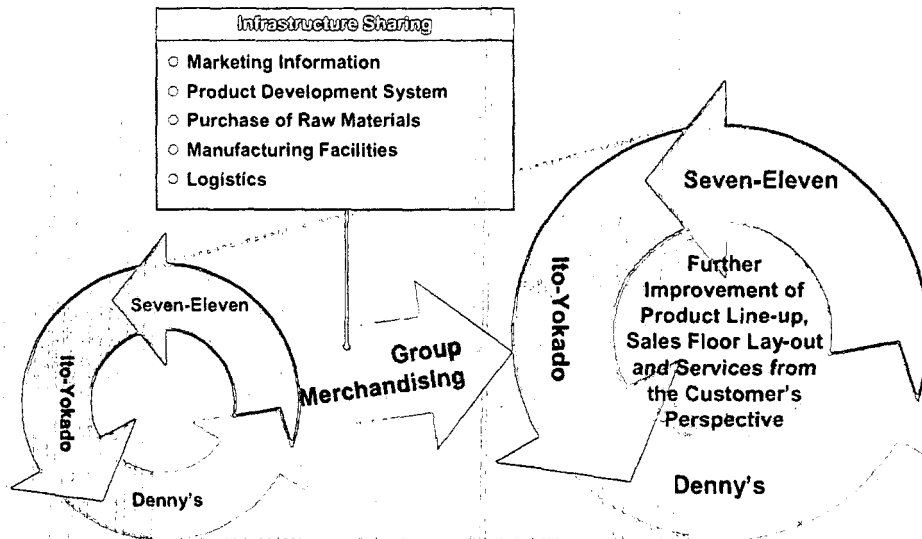 Infrastructure Sharing
○ Marketing Information
○ Product Development System
○ Purchase of Raw Materials
○ Manufacturing Facilities
○ Logistics
Seven-Eleven
Ito-Yokado
Denny's
Group
Merchandising
Seven-Eleven
Ito-Yokado
Further
Improvement of
Product Line-up,
Sales Floor Lay-out
and Services from
the Customer's
Perspective
Denny's